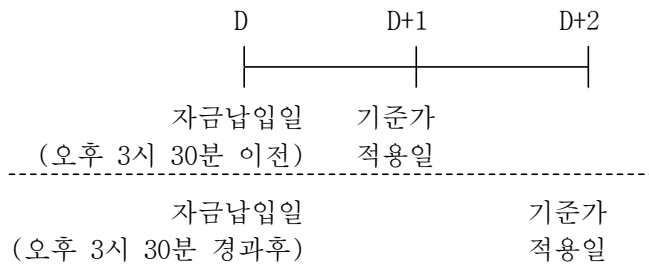 D D+1 D+2
자금납입일 기준가
(오후 3시 30분 이전) 적용일
자금납입일 기준가
(오후 3시 30분 경과후) 적용일